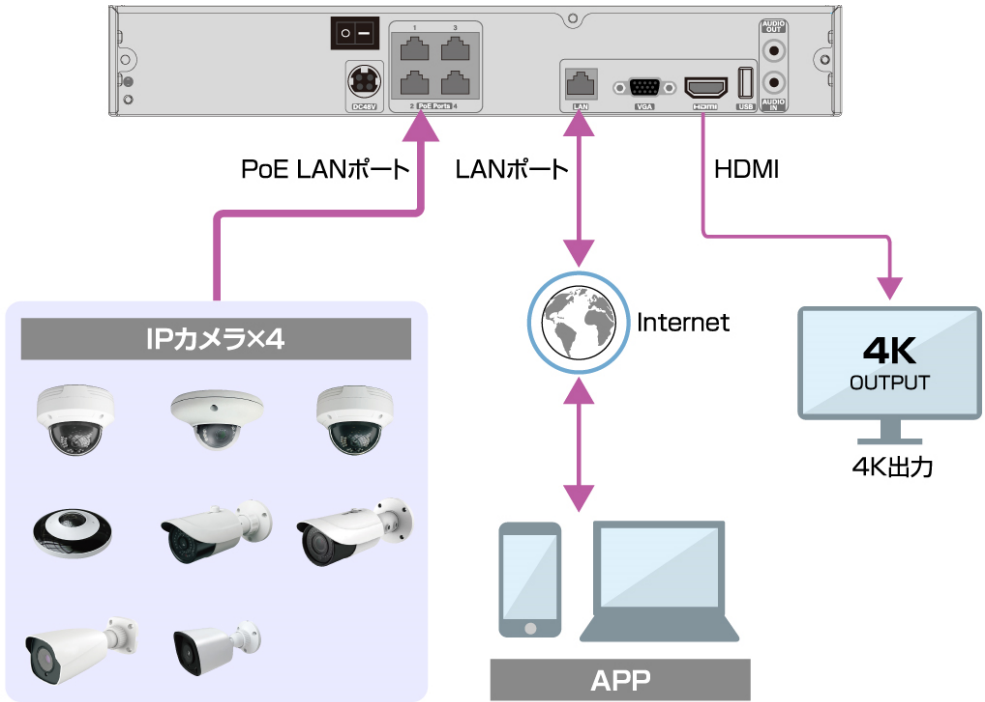 AUDIO
OUT
1 3
DC48V
2 PoE Ports 4
LAN
VGA
HDMI
USB
AUDIO
IN
PoE LANポート
LANポート
HDMI
IPカメラ×4
Internet
4K
OUTPUT
4K出力
APP